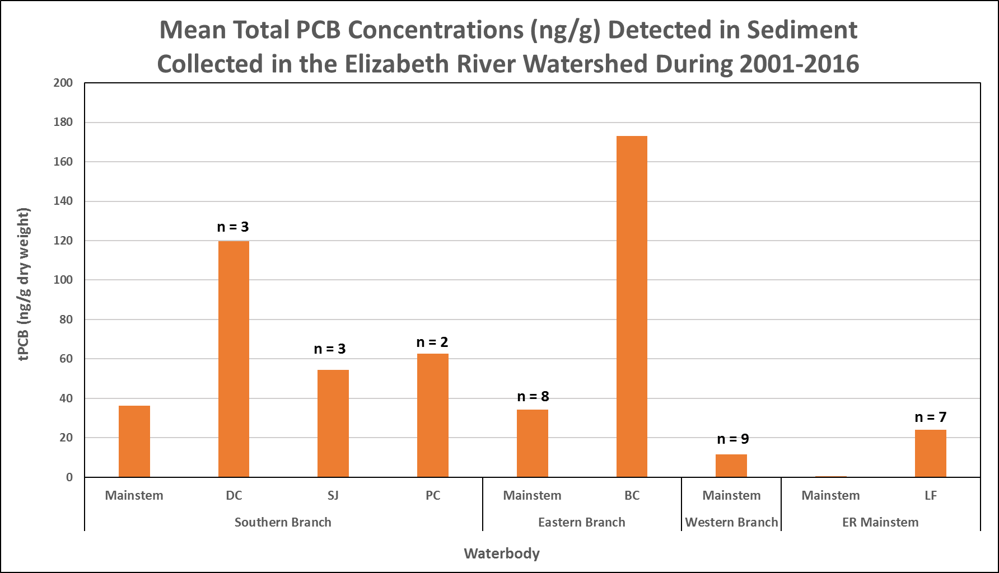 Mean Total PCB Concentrations (ng/g) Detected in Sediment
Collected in the Elizabeth River Watershed During 2001-2016
200
180
160
140
120
100
80
60
40
20
0
tPCB (ng/g dry weight)
n = 3
n = 3
n = 2
n = 8
n = 9
n = 7
Mainstem DC SJ PC Mainstem BC Mainstem Mainstem LF
Southern Branch Eastern Branch Western Branch ER Mainstem
Waterbody